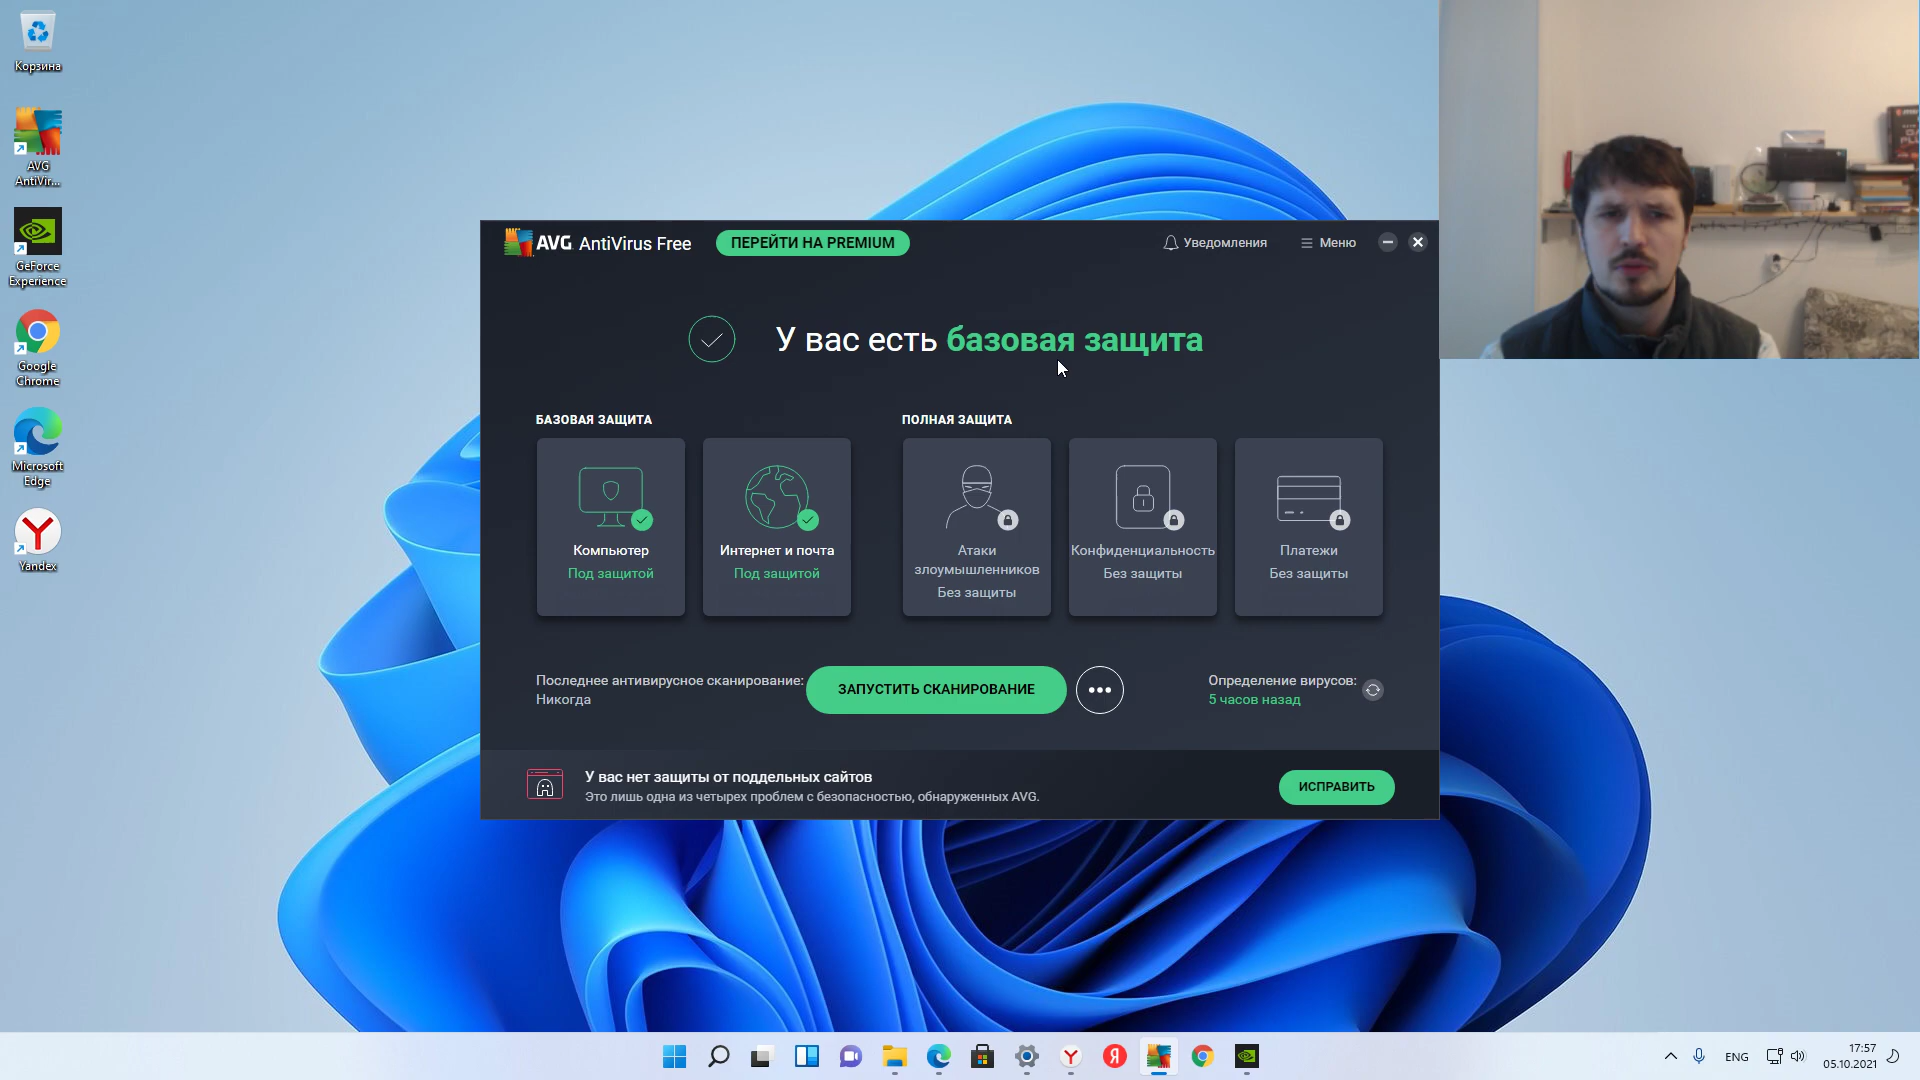 Корзина
AVG
AntiVir...
GeForce
Experience
Google
Chrome
Microsoft
Edge
Yandex
AVG AntiVirus Free
ПЕРЕЙТИ НА PREMIUM
Уведомления
Меню
У вас есть базовая защита
БАЗОВАЯ ЗАЩИТА
ПОЛНАЯ ЗАЩИТА
Компьютер
Под защитой
Интернет и почта
Под защитой
Атаки
злоумышленников
Без защиты
Конфиденциальность
Без защиты
Платежи
Без защиты
Последнее антивирусное сканирование:
Никогда
ЗАПУСТИТЬ СКАНИРОВАНИЕ
Определение вирусов:
5 часов назад
У вас нет защиты от поддельных сайтов
Это лишь одна из четырех проблем с безопасностью, обнаруженных AVG.
ИСПРАВИТЬ
ENG
17:57
05.10.2021